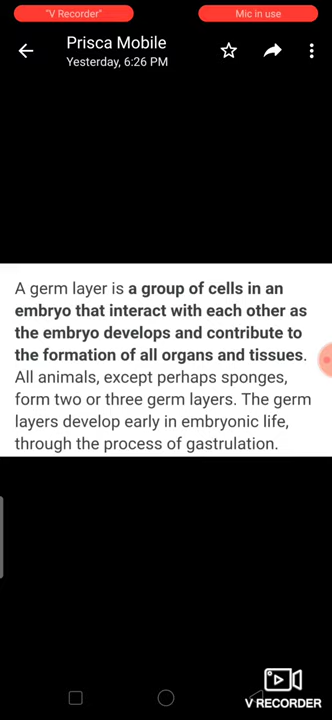 "V Recorder"
Mic in use
Prisca Mobile
Yesterday, 6:26 PM
A germ layer is a group of cells in an
embryo that interact with each other as
the embryo develops and contribute to
the formation of all organs and tissues.
All animals, except perhaps sponges,
form two or three germ layers. The germ
layers develop early in embryonic life,
through the process of gastrulation.
V RECORDER